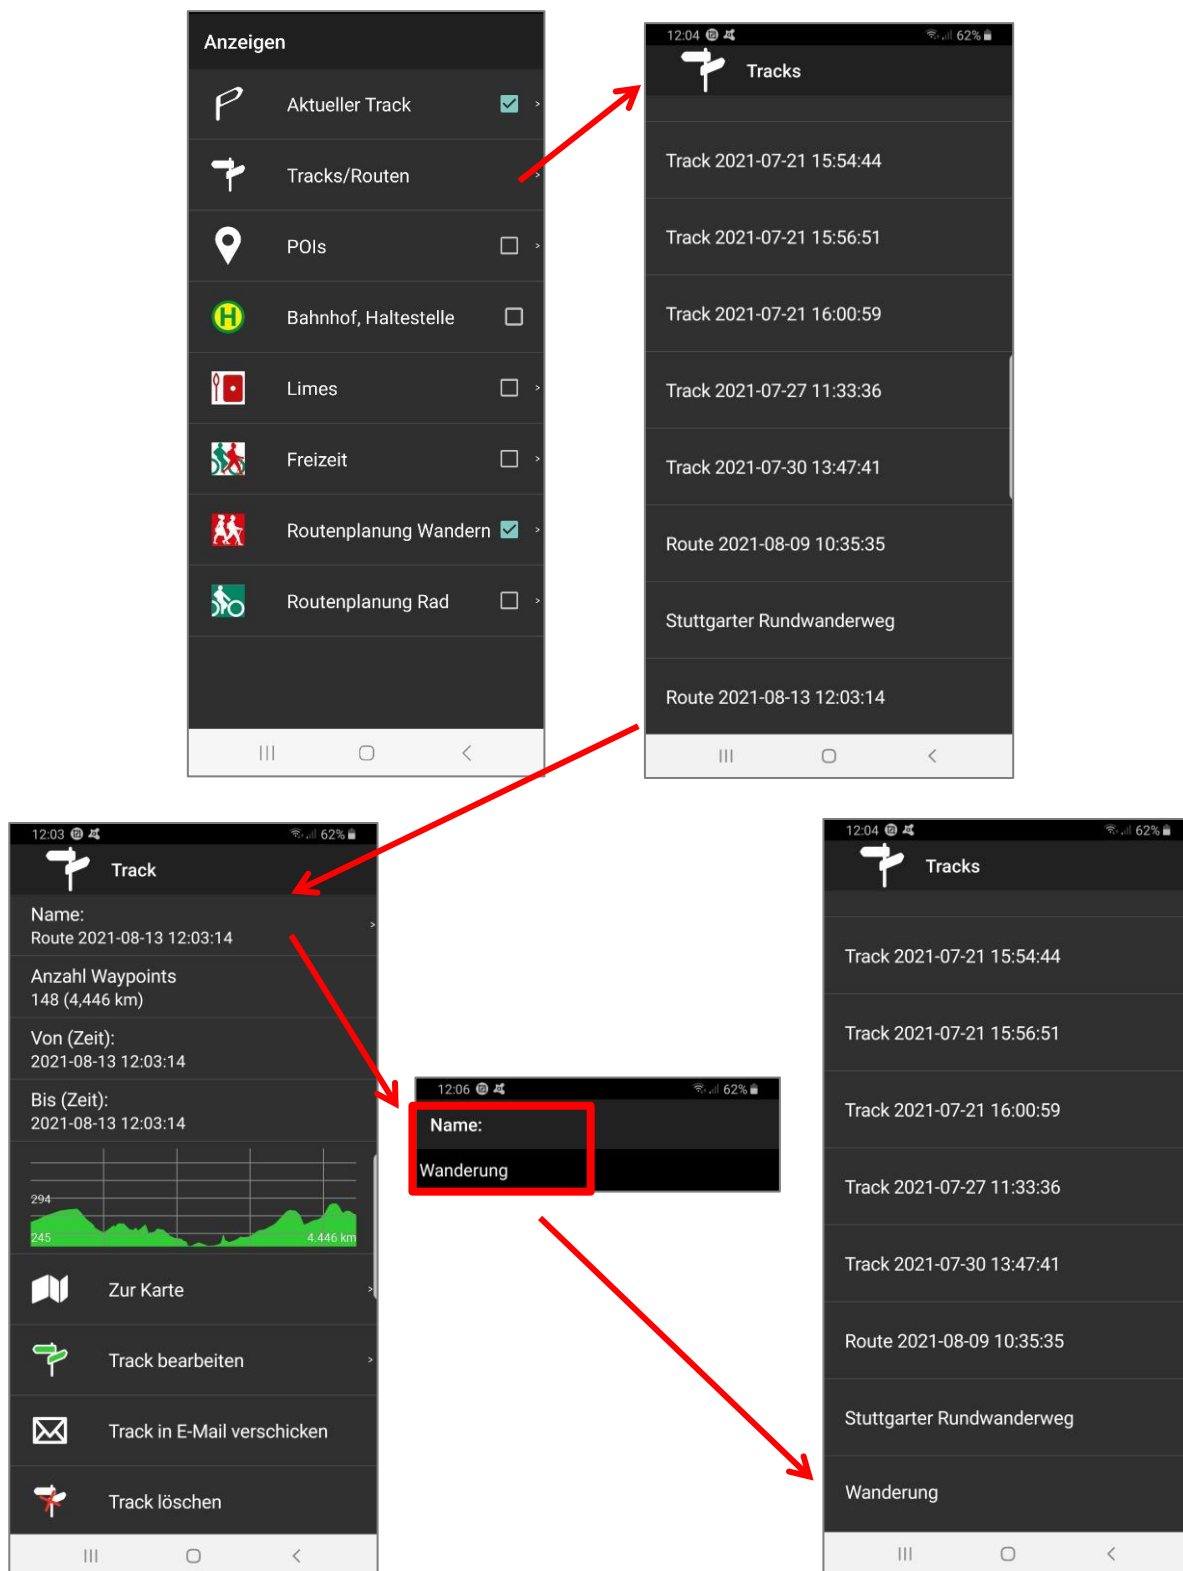 Anzeigen
Aktueller Track
Tracks/Routen
POIs
H
Bahnhof, Haltestelle
Limes
Freizeit
Routenplanung Wandern
Routenplanung Rad
12:04 62%
Tracks
Track 2021-07-21 15:54:44
Track 2021-07-21 15:56:51
Track 2021-07-21 16:00:59
Track 2021-07-27 11:33:36
Track 2021-07-30 13:47:41
Route 2021-08-09 10:35:35
Stuttgarter Rundwanderweg
Route 2021-08-13 12:03:14
12:03 62%
Track
Name:
Route 2021-08-13 12:03:14
Anzahl Waypoints
148 (4,446 km)
Von (Zeit):
2021-08-13 12:03:14
Bis (Zeit):
2021-08-13 12:03:14
294
245 4.446 km
Zur Karte
Track bearbeiten
Track in E-Mail verschicken
Track löschen
12:06 62%
Name:
Wanderung
12:04 62%
Tracks
Track 2021-07-21 15:54:44
Track 2021-07-21 15:56:51
Track 2021-07-21 16:00:59
Track 2021-07-27 11:33:36
Track 2021-07-30 13:47:41
Route 2021-08-09 10:35:35
Stuttgarter Rundwanderweg
Wanderung